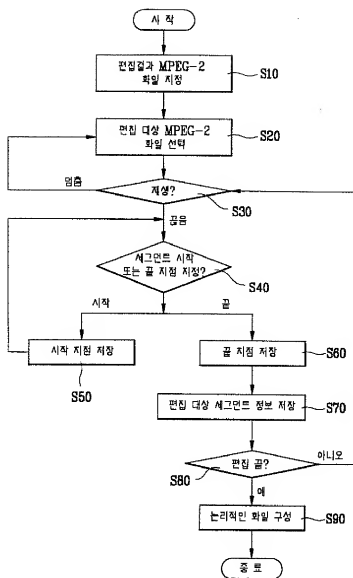 시 작
편집결과 MPEG-2
화일 지정
S10
편집 대상 MPEG-2
화일 선택
S20
멈춤
재생?
S30
끊음
세그먼트 시작
또는 끝 지점 지정?
S40
시작
끝
시작 지점 저장
S50
끝 지점 저장
S60
편집 대상 세그먼트 정보 저장
S70
편집 끝?
아니오
S80
예
논리적인 화일 구성
S90
종 료